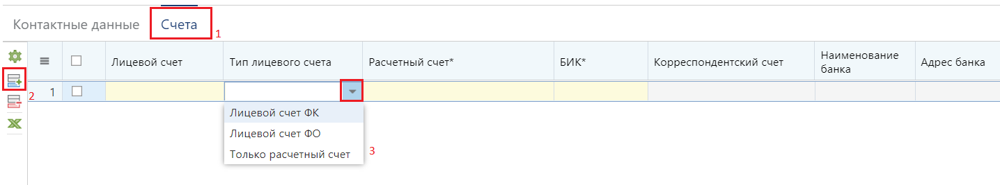 Контактные данные Счета 1
Лицевой счет Тип лицевого счета Расчетный счет* БИК* Корреспондентский счет Наименование банка Адрес банка
2 1
Лицевой счет ФК
Лицевой счет ФО
Только расчетный счет 3